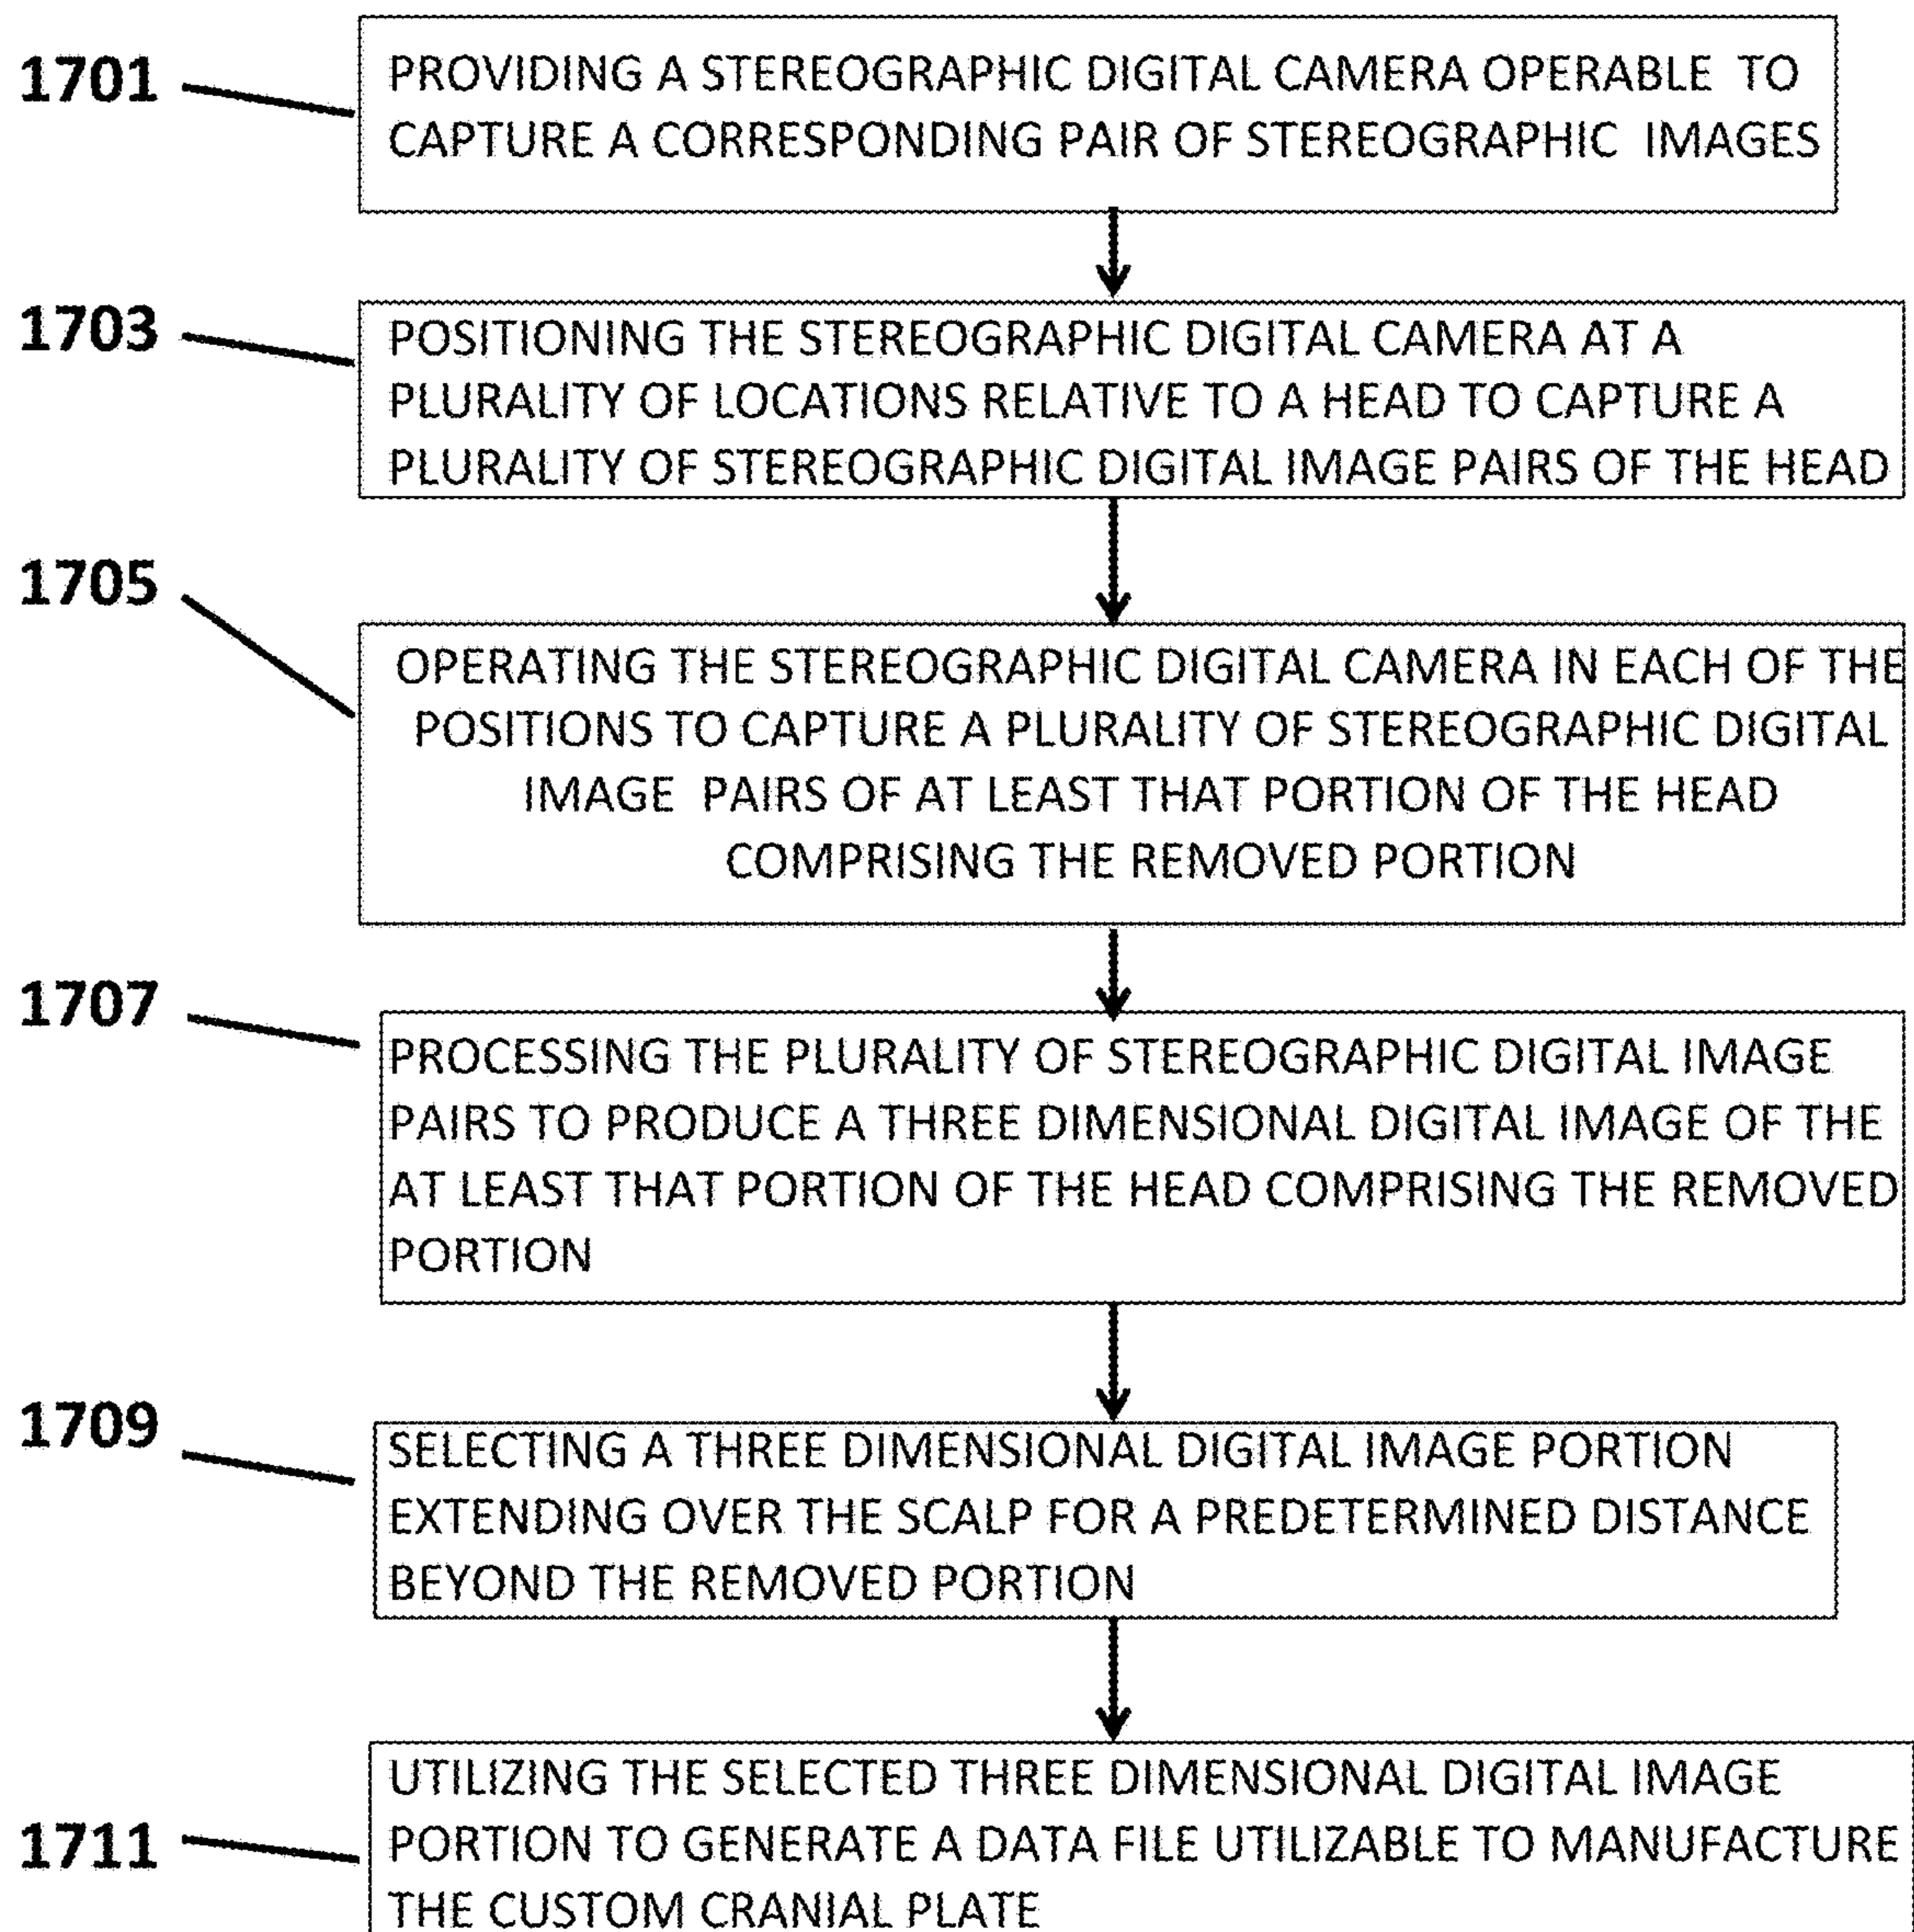 1701
PROVIDING A STEREOGRAPHIC DIGITAL CAMERA OPERABLE TO
CAPTURE A CORRESPONDING PAIR OF STEREOGRAPHIC IMAGES
1703
POSITIONING THE STEREOGRAPHIC DIGITAL CAMERA AT A
PLURALITY OF LOCATIONS RELATIVE TO A HEAD TO CAPTURE A
PLURALITY OF STEREOGRAPHIC DIGITAL IMAGE PAIRS OF THE HEAD
1705
OPERATING THE STEREOGRAPHIC DIGITAL CAMERA IN EACH OF THE
POSITIONS TO CAPTURE A PLURALITY OF STEREOGRAPHIC DIGITAL
IMAGE PAIRS OF AT LEAST THAT PORTION OF THE HEAD
COMPRISING THE REMOVED PORTION
1707
PROCESSING THE PLURALITY OF STEREOGRAPHIC DIGITAL IMAGE
PAIRS TO PRODUCE A THREE DIMENSIONAL DIGITAL IMAGE OF THE
AT LEAST THAT PORTION OF THE HEAD COMPRISING THE REMOVED
PORTION
1709
SELECTING A THREE DIMENSIONAL DIGITAL IMAGE PORTION
EXTENDING OVER THE SCALP FOR A PREDETERMINED DISTANCE
BEYOND THE REMOVED PORTION
1711
UTILIZING THE SELECTED THREE DIMENSIONAL DIGITAL IMAGE
PORTION TO GENERATE A DATA FILE UTILIZABLE TO MANUFACTURE
THE CUSTOM CRANIAL PLATE